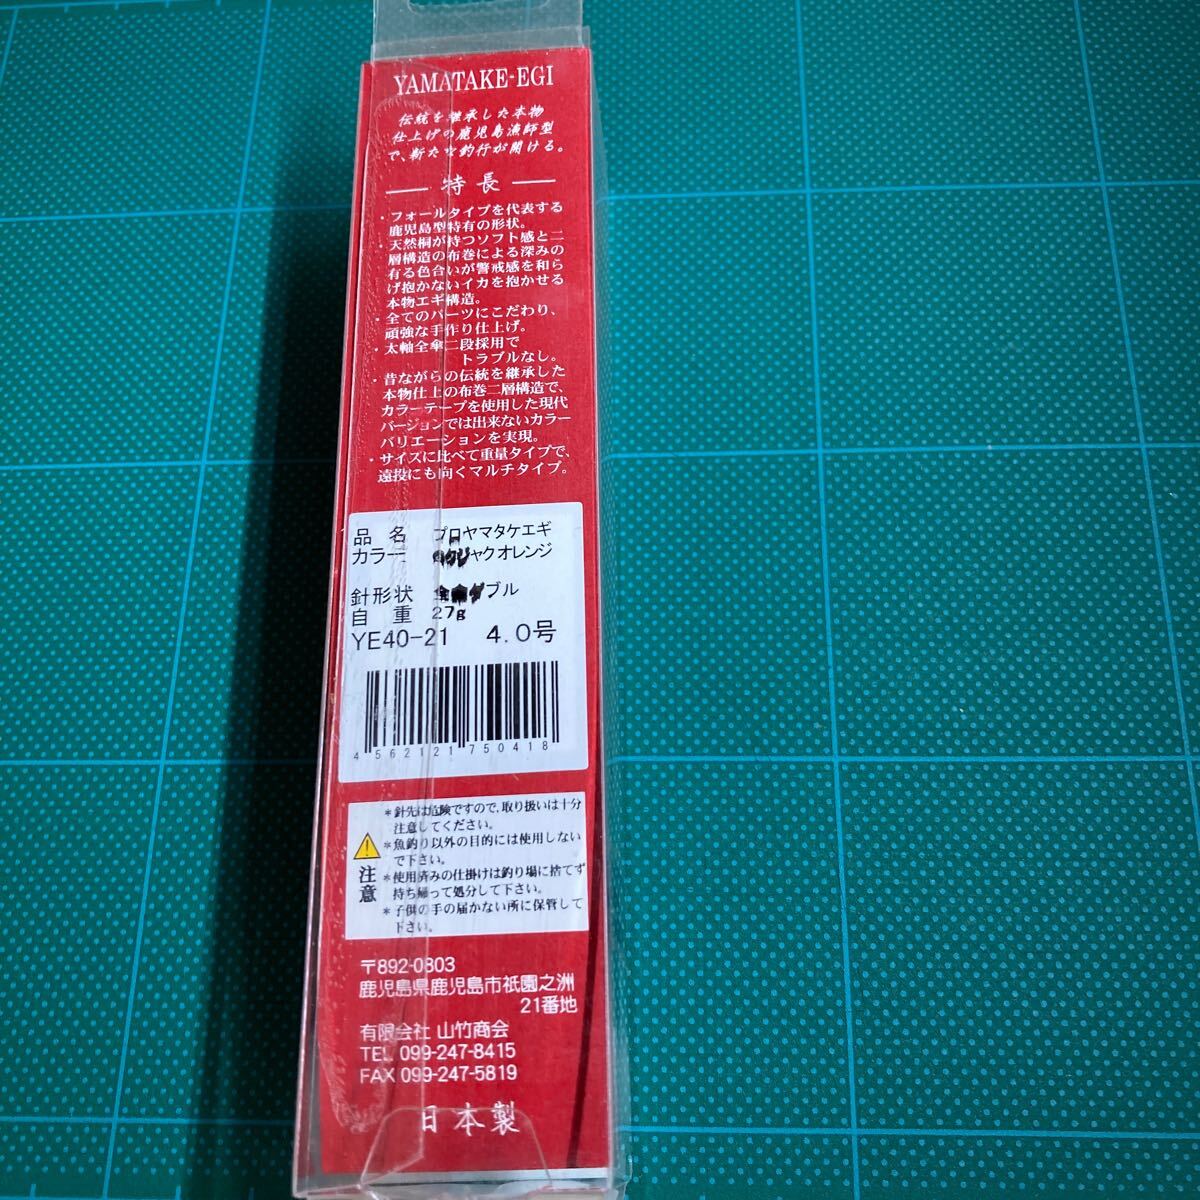 YAMATAKE-EGI
伝統を継承した本物
仕上げの鹿児島漁師型
で、新たな釣行が開ける。
特長
・フォールタイプを代表する
鹿児島型特有の形状。
・天然桐が持つソフト感と二
層構造の布巻による深みの
有る色合いが警戒感を和ら
げ抱かないイカを抱かせる
本物エギ構造。
・全てのパーツにこだわり、
頑強な手作り仕上げ。
・太軸全傘二段採用で
トラブルなし。
・昔ながらの伝統を継承した
本物仕上の布巻二層構造で、
カラーテープを使用した現代
バージョンでは出来ないカラー
バリエーションを実現。
・サイズに比べて重量タイプで、
遠投にも向くマルチタイプ。
品名 プロヤマタケエギ
カラー ジャクオレンジ
針形状 ダブル
自重 27g
YE40-21 4.0号
4 562121 750418
*針先は危険ですので、取り扱いは十分
注意してください。
*魚釣り以外の目的には使用しない
で下さい。
*使用済みの仕掛けは釣り場に捨てず
持ち帰って処分して下さい。
*子供の手の届かない所に保管して
下さい。
注意
〒892-0803
鹿児島県鹿児島市祇園之洲
21番地
有限会社 山竹商会
TEL 099-247-8415
FAX 099-247-5819
日本製